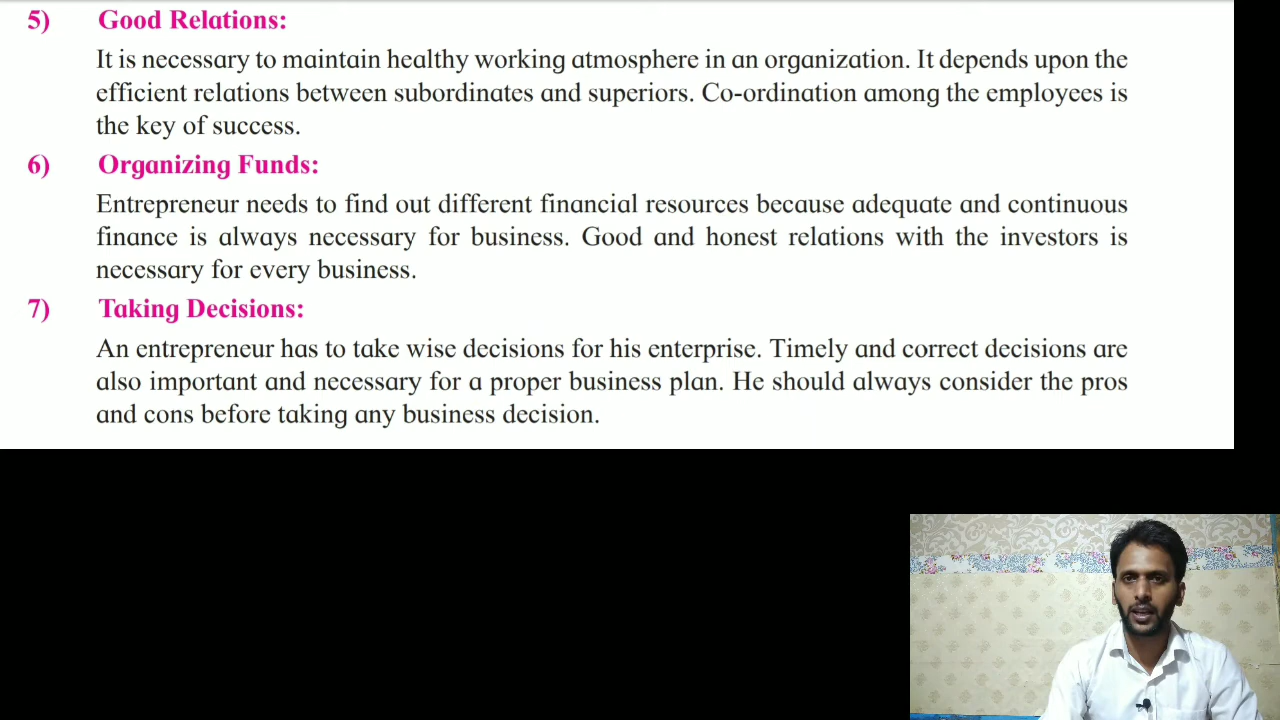 5) Good Relations:
It is necessary to maintain healthy working atmosphere in an organization. It depends upon the
efficient relations between subordinates and superiors. Co-ordination among the employees is
the key of success.
6) Organizing Funds:
Entrepreneur needs to find out different financial resources because adequate and continuous
finance is always necessary for business. Good and honest relations with the investors is
necessary for every business.
7) Taking Decisions:
An entrepreneur has to take wise decisions for his enterprise. Timely and correct decisions are
also important and necessary for a proper business plan. He should always consider the pros
and cons before taking any business decision.